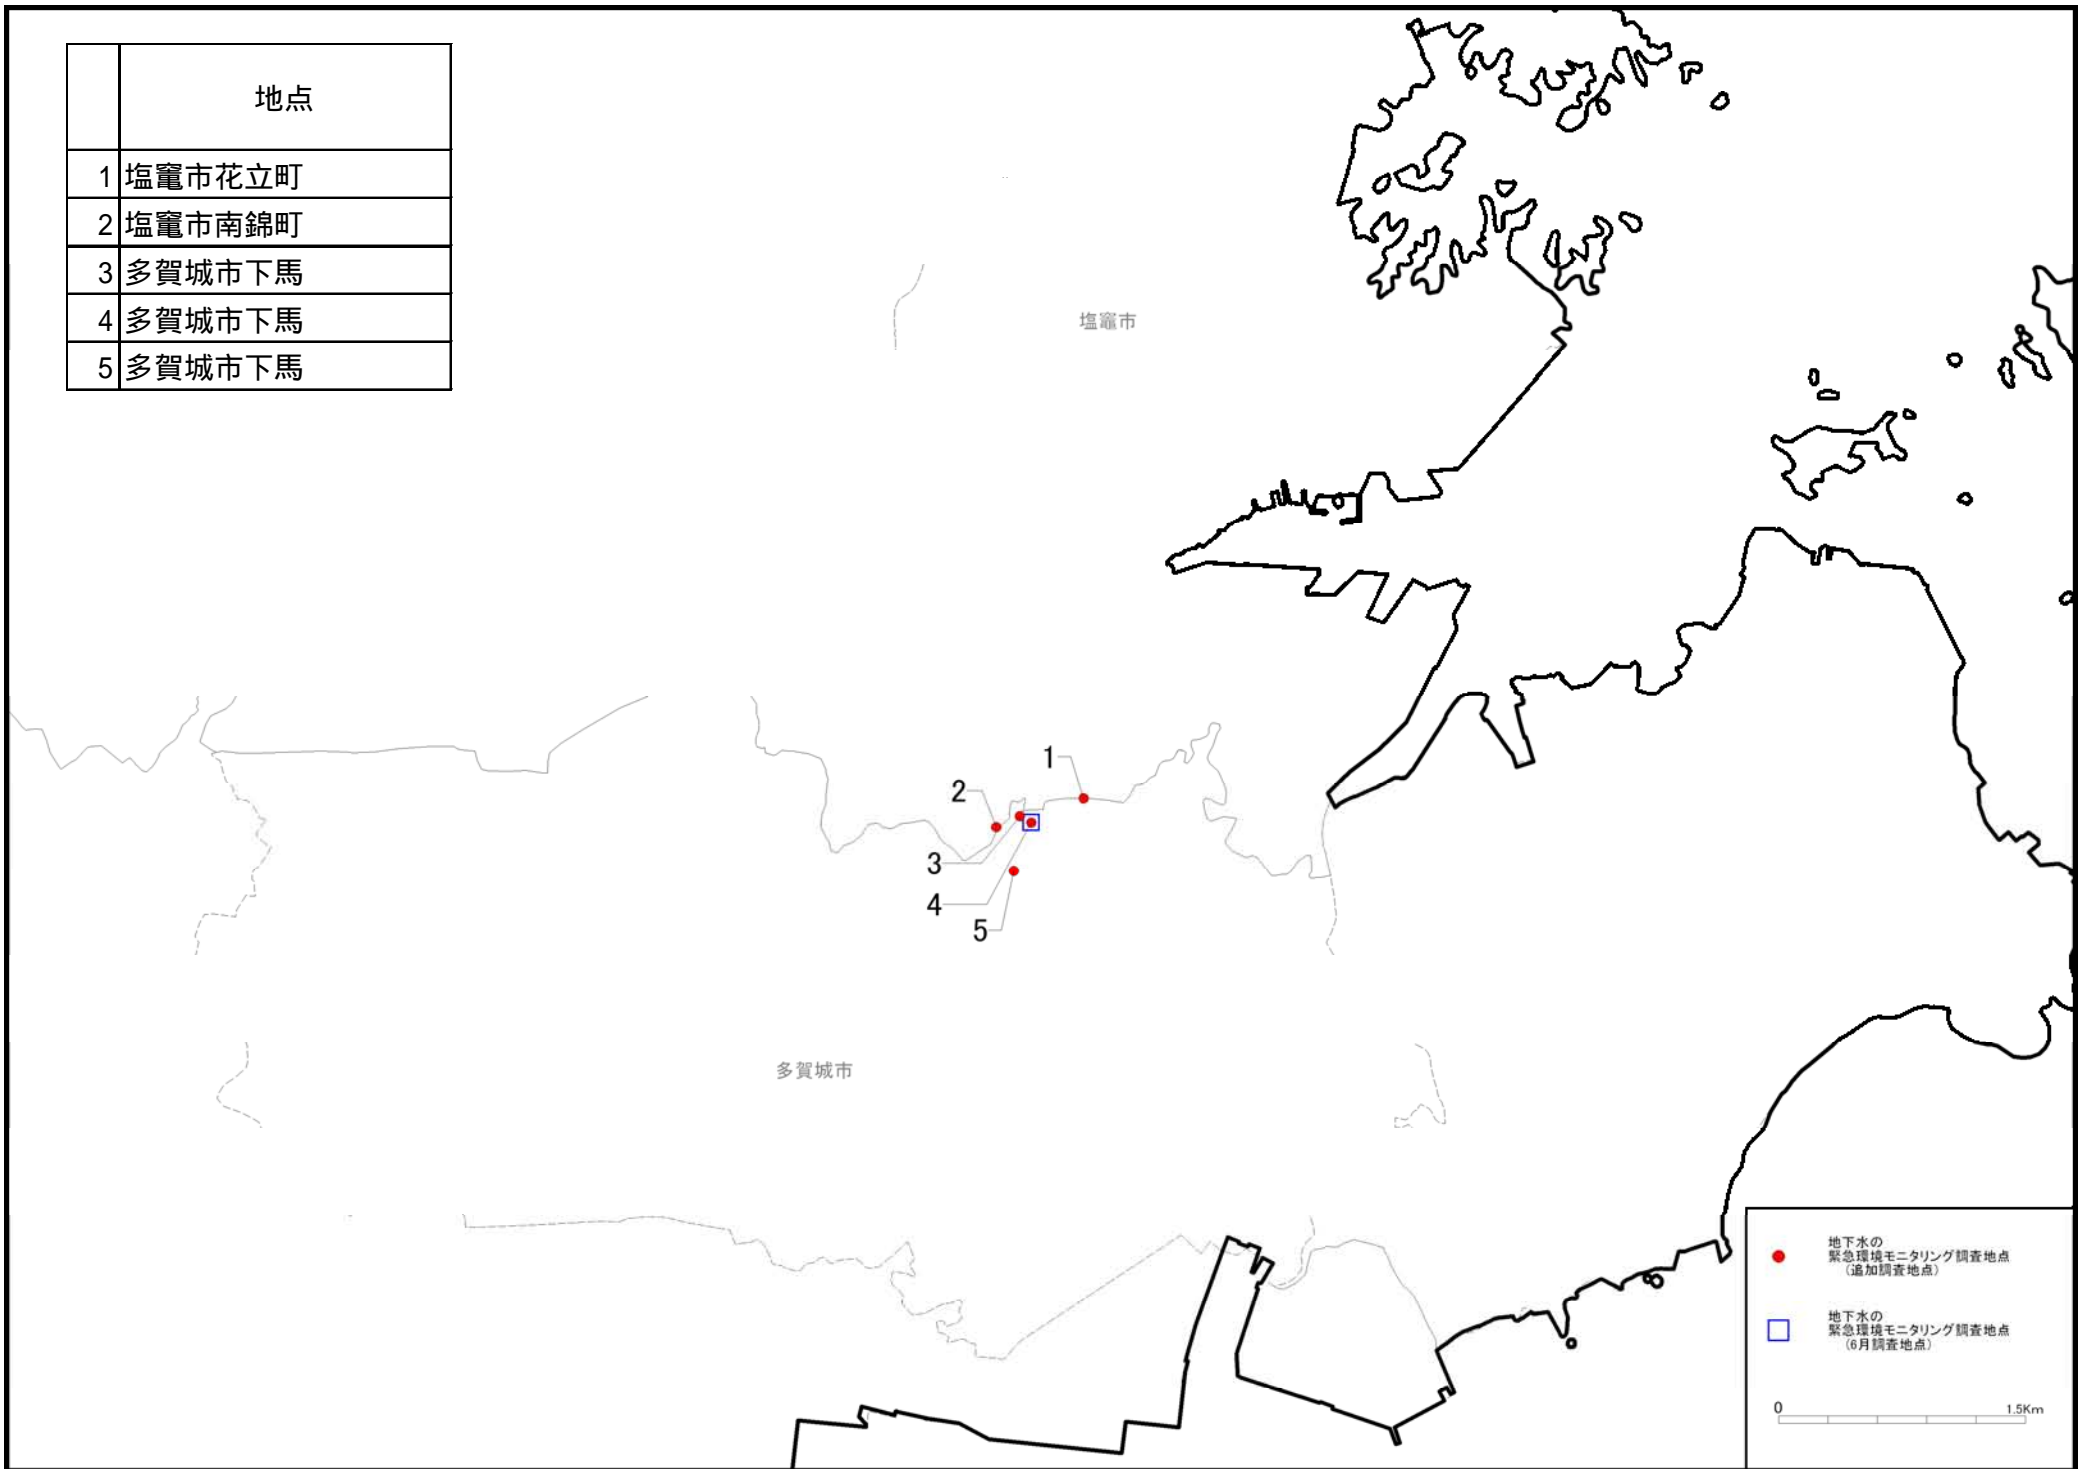 地点
1 塩竈市花立町
2 塩竈市南錦町
3 多賀城市下馬
4 多賀城市下馬
5 多賀城市下馬
塩竈市
1
2
3
4
5
多賀城市
地下水の
緊急環境モニタリング調査地点
(追加調査地点)
地下水の
緊急環境モニタリング調査地点
(6月調査地点)
0 1.5Km